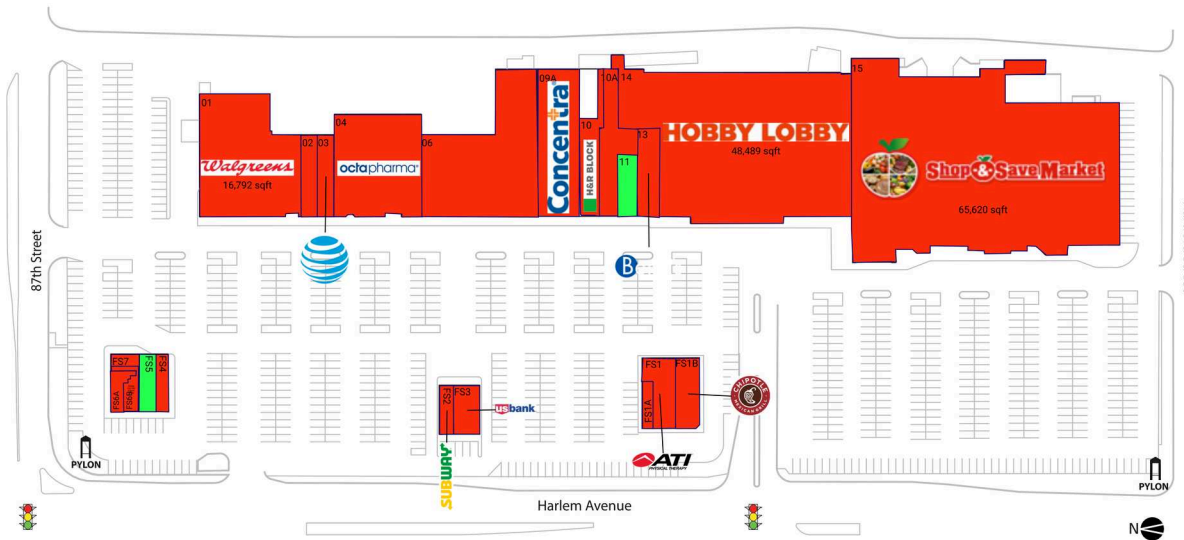 01
Walgreens
16,792 sqft
02
03
04
octapharma
06
09A
Concentra
10
H&R BLOCK
10A
11
13
14
HOBBY LOBBY
48,489 sqft
15
Shop & Save Market
65,620 sqft
87th Street
B
FS7
FS5
FS4
FS6A
FS6B
FS2
FS3
usbank
SUBWAY
FS1
FS1B
FS1A
CHIPOTLE
MEXICAN GRILL
ATI
PHYSICAL THERAPY
PYLON
PYLON
Harlem Avenue
N